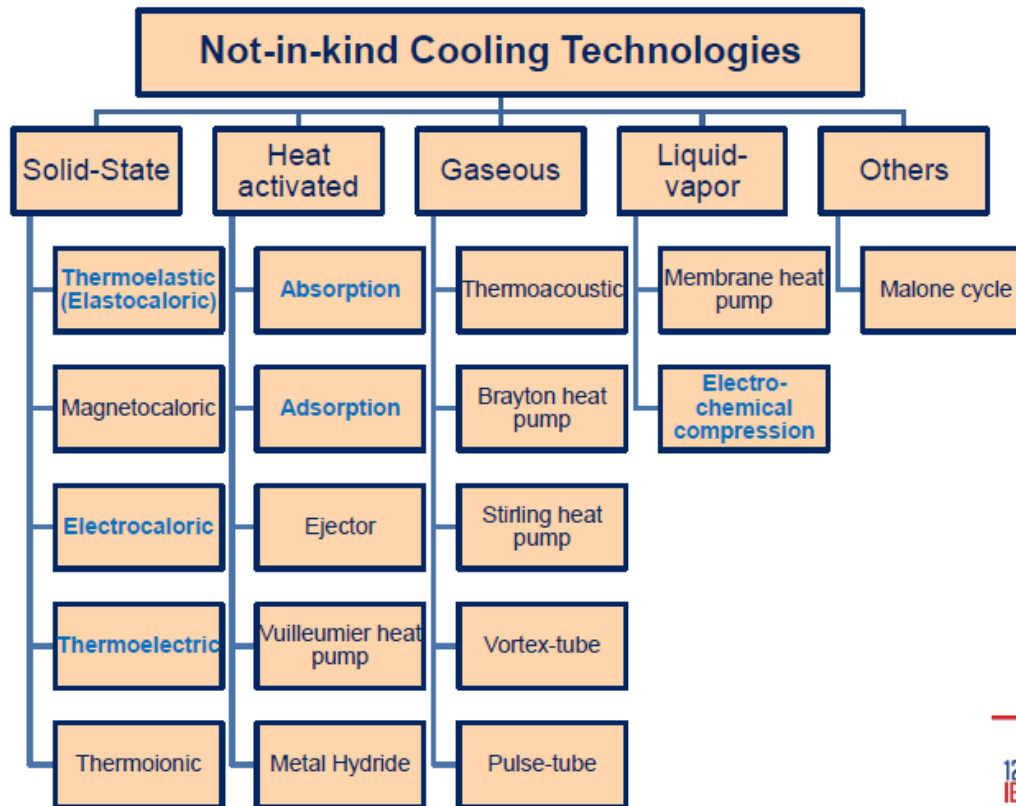 Not-in-kind Cooling Technologies
Solid-State
Heat
activated
Gaseous
Liquid-
vapor
Others
Thermoelastic
(Elastocaloric)
Absorption
Thermoacoustic
Membrane heat
pump
Malone cycle
Magnetocaloric
Adsorption
Brayton heat
pump
Electro-
chemical
compression
Electrocaloric
Ejector
Stirling heat
pump
Thermoelectric
Vuilleumier heat
pump
Vortex-tube
Thermoionic
Metal Hydride
Pulse-tube